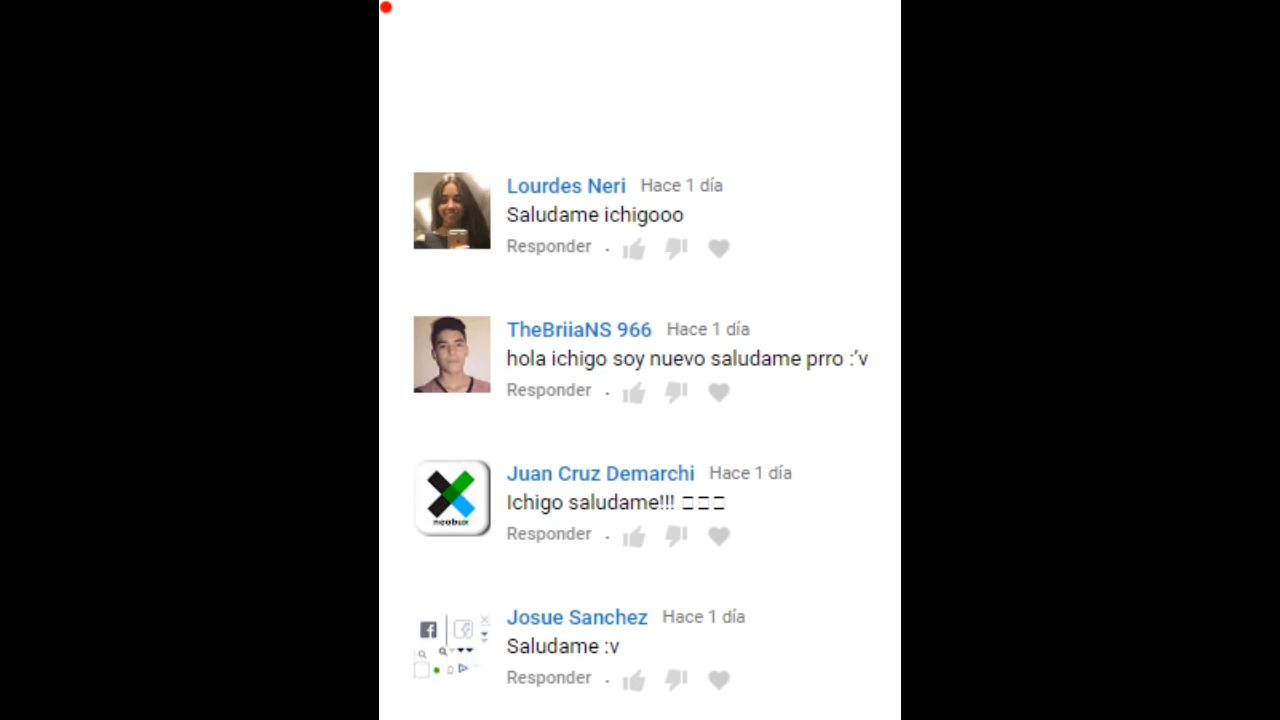 Lourdes Neri Hace 1 día
Saludame ichigooo
Responder .
TheBriiaNS 966 Hace 1 día
hola ichigo soy nuevo saludame prro :'v
Responder .
neobux
Juan Cruz Demarchi Hace 1 día
Ichigo saludame!!! □□□
Responder .
Josue Sanchez Hace 1 día
Saludame :v
Responder .